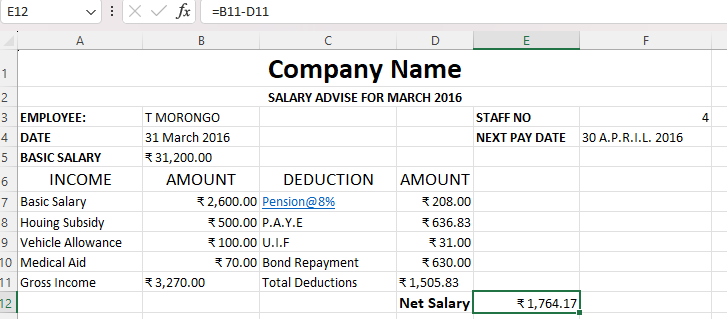 E12 fx =B11-D11
A B C D E F
1 Company Name
2 SALARY ADVISE FOR MARCH 2016
3 EMPLOYEE: T MORONGO STAFF NO 4
4 DATE 31 March 2016 NEXT PAY DATE 30 A.P.R.I.L. 2016
5 BASIC SALARY ₹ 31,200.00
6 INCOME AMOUNT DEDUCTION AMOUNT
7 Basic Salary ₹ 2,600.00 Pension@8% ₹ 208.00
8 Houing Subsidy ₹ 500.00 P.A.Y.E ₹ 636.83
9 Vehicle Allowance ₹ 100.00 U.I.F ₹ 31.00
10 Medical Aid ₹ 70.00 Bond Repayment ₹ 630.00
11 Gross Income ₹ 3,270.00 Total Deductions ₹ 1,505.83
12 Net Salary ₹ 1,764.17